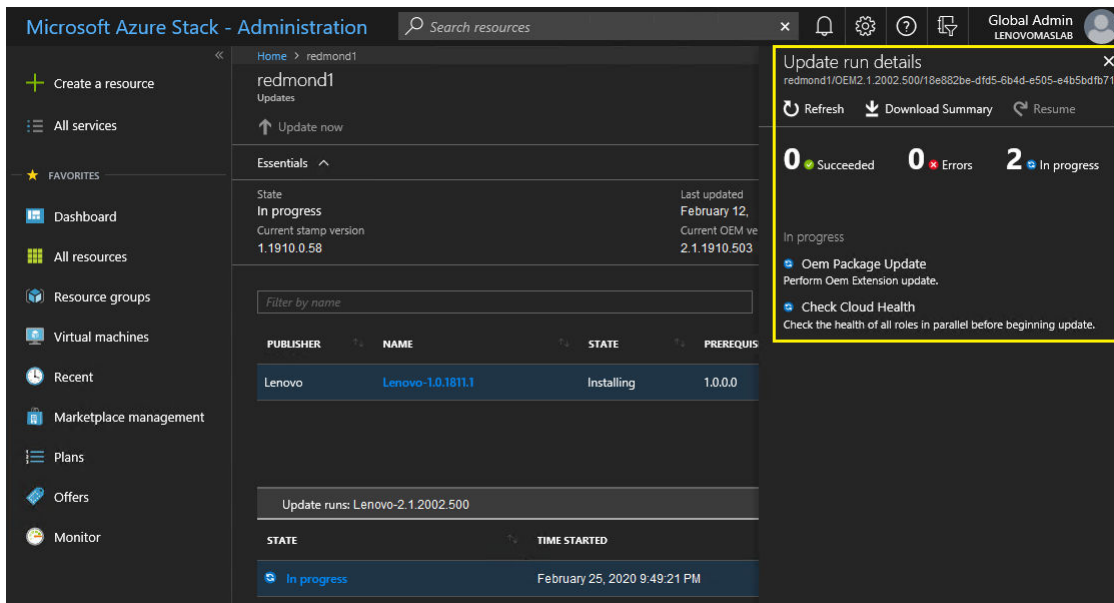 Microsoft Azure Stack - Administration
Search resources
Global Admin
LENOVOMASLAB
Create a resource
All services
FAVORITES
Dashboard
All resources
Resource groups
Virtual machines
Recent
Marketplace management
Plans
Offers
Monitor
Home > redmond1
redmond1
Updates
Update now
Essentials
State
In progress
Current stamp version
1.1910.0.58
Last updated
February 12,
Current OEM ve
2.1.1910.503
Filter by name
PUBLISHER NAME STATE PREREQUIS
Lenovo Lenovo-1.0.1811.1 Installing 1.0.0.0
Update runs: Lenovo-2.1.2002.500
STATE TIME STARTED
In progress February 25, 2020 9:49:21 PM
Update run details
redmond1/OEM2.1.2002.500/18e882be-dfd5-6b4d-e505-e4b5bdfb71
Refresh Download Summary Resume
0 Succeeded 0 Errors 2 In progress
In progress
Oem Package Update
Perform Oem Extension update.
Check Cloud Health
Check the health of all roles in parallel before beginning update.